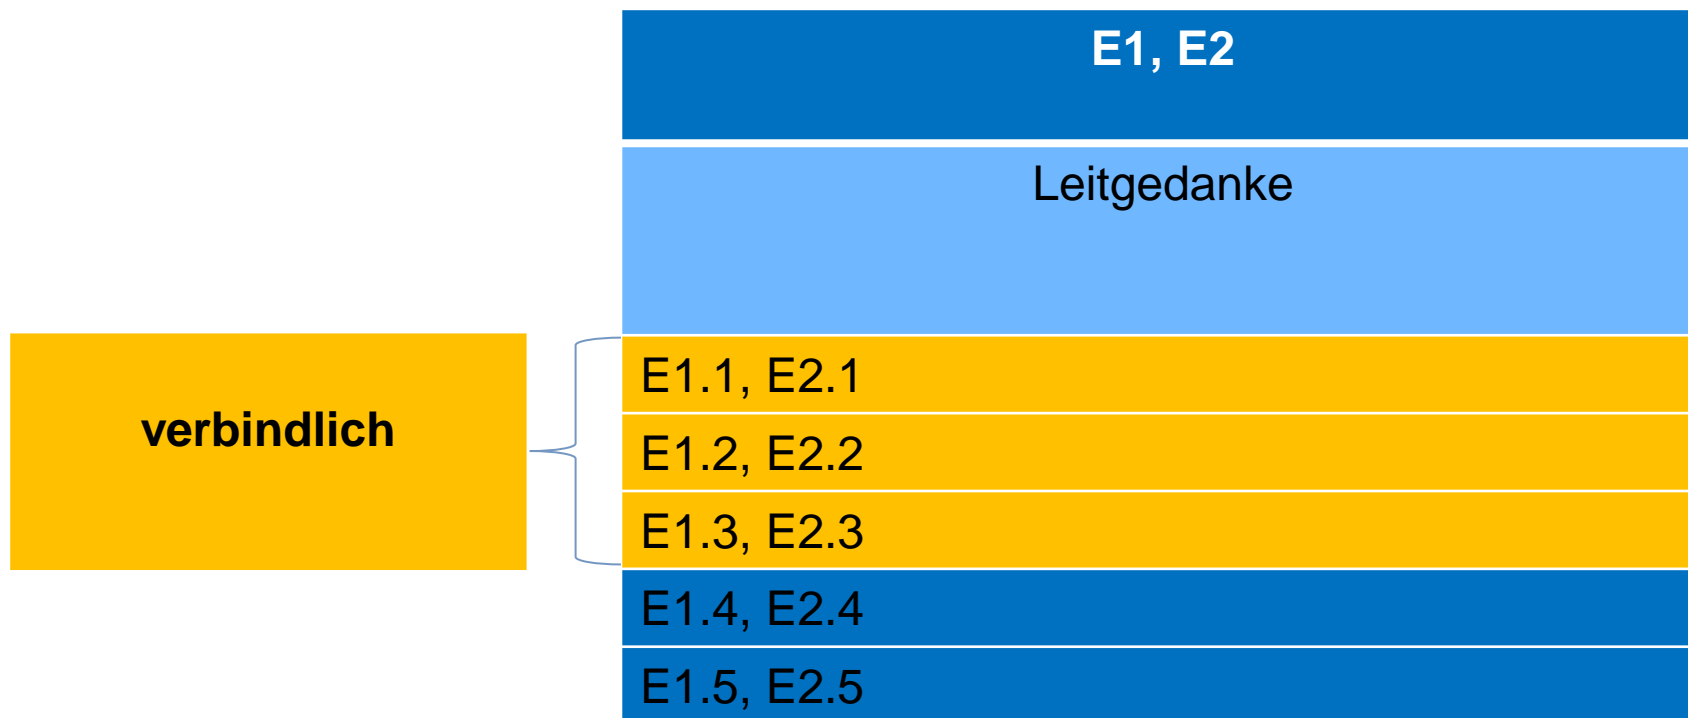 E1, E2
Leitgedanke
verbindlich
E1.1, E2.1
E1.2, E2.2
E1.3, E2.3
E1.4, E2.4
E1.5, E2.5